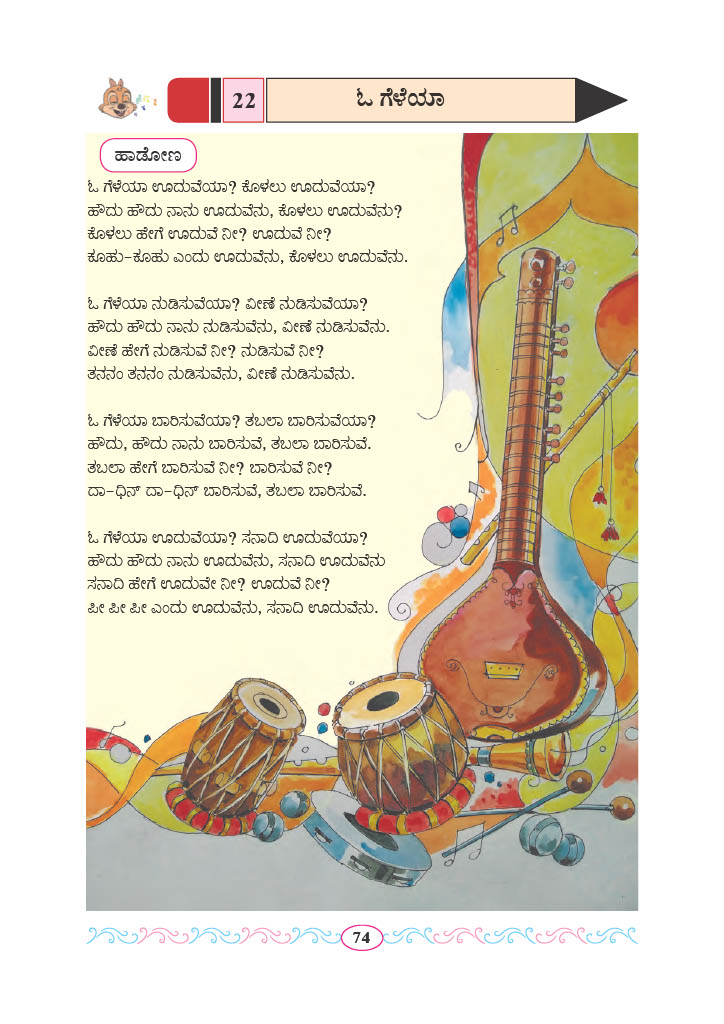 22
ಓ ಗೆಳೆಯಾ
ಹಾಡೋಣ
ಓ ಗೆಳೆಯಾ ಊದುವೆಯಾ? ಕೊಳಲು ಊದುವೆಯಾ?
ಹೌದು ಹೌದು ನಾನು ಊದುವೆನು, ಕೊಳಲು ಊದುವೆನು?
ಕೊಳಲು ಹೇಗೆ ಊದುವೆ ನೀ? ಊದುವೆ ನೀ?
ಕೂಹು-ಕೂಹು ಎಂದು ಊದುವೆನು, ಕೊಳಲು ಊದುವೆನು.
ಓ ಗೆಳೆಯಾ ನುಡಿಸುವೆಯಾ? ವೀಣೆ ನುಡಿಸುವೆಯಾ?
ಹೌದು ಹೌದು ನಾನು ನುಡಿಸುವೆನು, ವೀಣೆ ನುಡಿಸುವೆನು.
ವೀಣೆ ಹೇಗೆ ನುಡಿಸುವೆ ನೀ? ನುಡಿಸುವೆ ನೀ?
ತನನಂ ತನನಂ ನುಡಿಸುವೆನು, ವೀಣೆ ನುಡಿಸುವೆನು.
ಓ ಗೆಳೆಯಾ ಬಾರಿಸುವೆಯಾ? ತಬಲಾ ಬಾರಿಸುವೆಯಾ?
ಹೌದು, ಹೌದು ನಾನು ಬಾರಿಸುವೆ, ತಬಲಾ ಬಾರಿಸುವೆ.
ತಬಲಾ ಹೇಗೆ ಬಾರಿಸುವೆ ನೀ? ಬಾರಿಸುವೆ ನೀ?
ದಾ-ಧಿನ್ ದಾ-ಧಿನ್ ಬಾರಿಸುವೆ, ತಬಲಾ ಬಾರಿಸುವೆ.
ಓ ಗೆಳೆಯಾ ಊದುವೆಯಾ? ಸನಾದಿ ಊದುವೆಯಾ?
ಹೌದು ಹೌದು ನಾನು ಊದುವೆನು, ಸನಾದಿ ಊದುವೆನು
ಸನಾದಿ ಹೇಗೆ ಊದುವೇ ನೀ? ಊದುವೆ ನೀ?
ಪೀ ಪೀ ಪೀ ಎಂದು ಊದುವೆನು, ಸನಾದಿ ಊದುವೆನು.
74